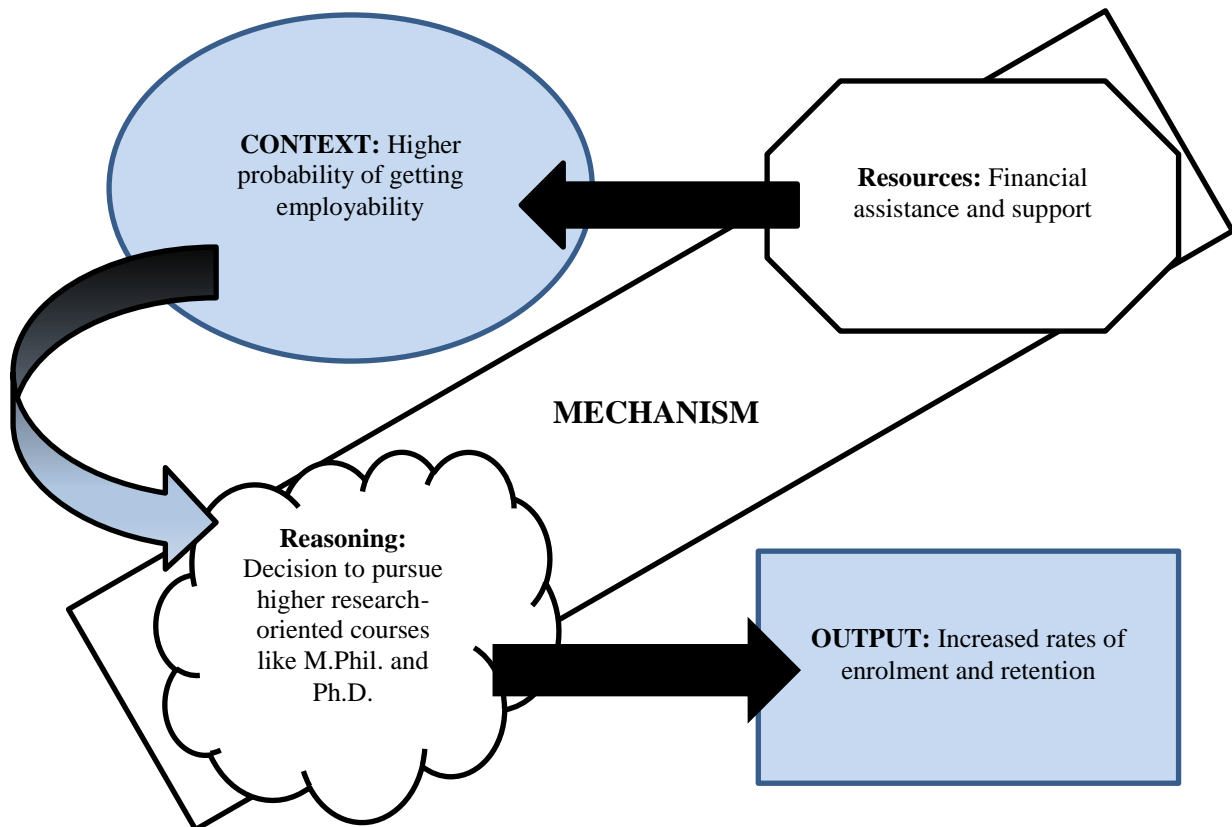 CONTEXT: Higher
probability of getting
employability
Resources: Financial
assistance and support
MECHANISM
Reasoning:
Decision to pursue
higher research-
oriented courses
like M.Phil. and
Ph.D.
OUTPUT: Increased rates of
enrolment and retention